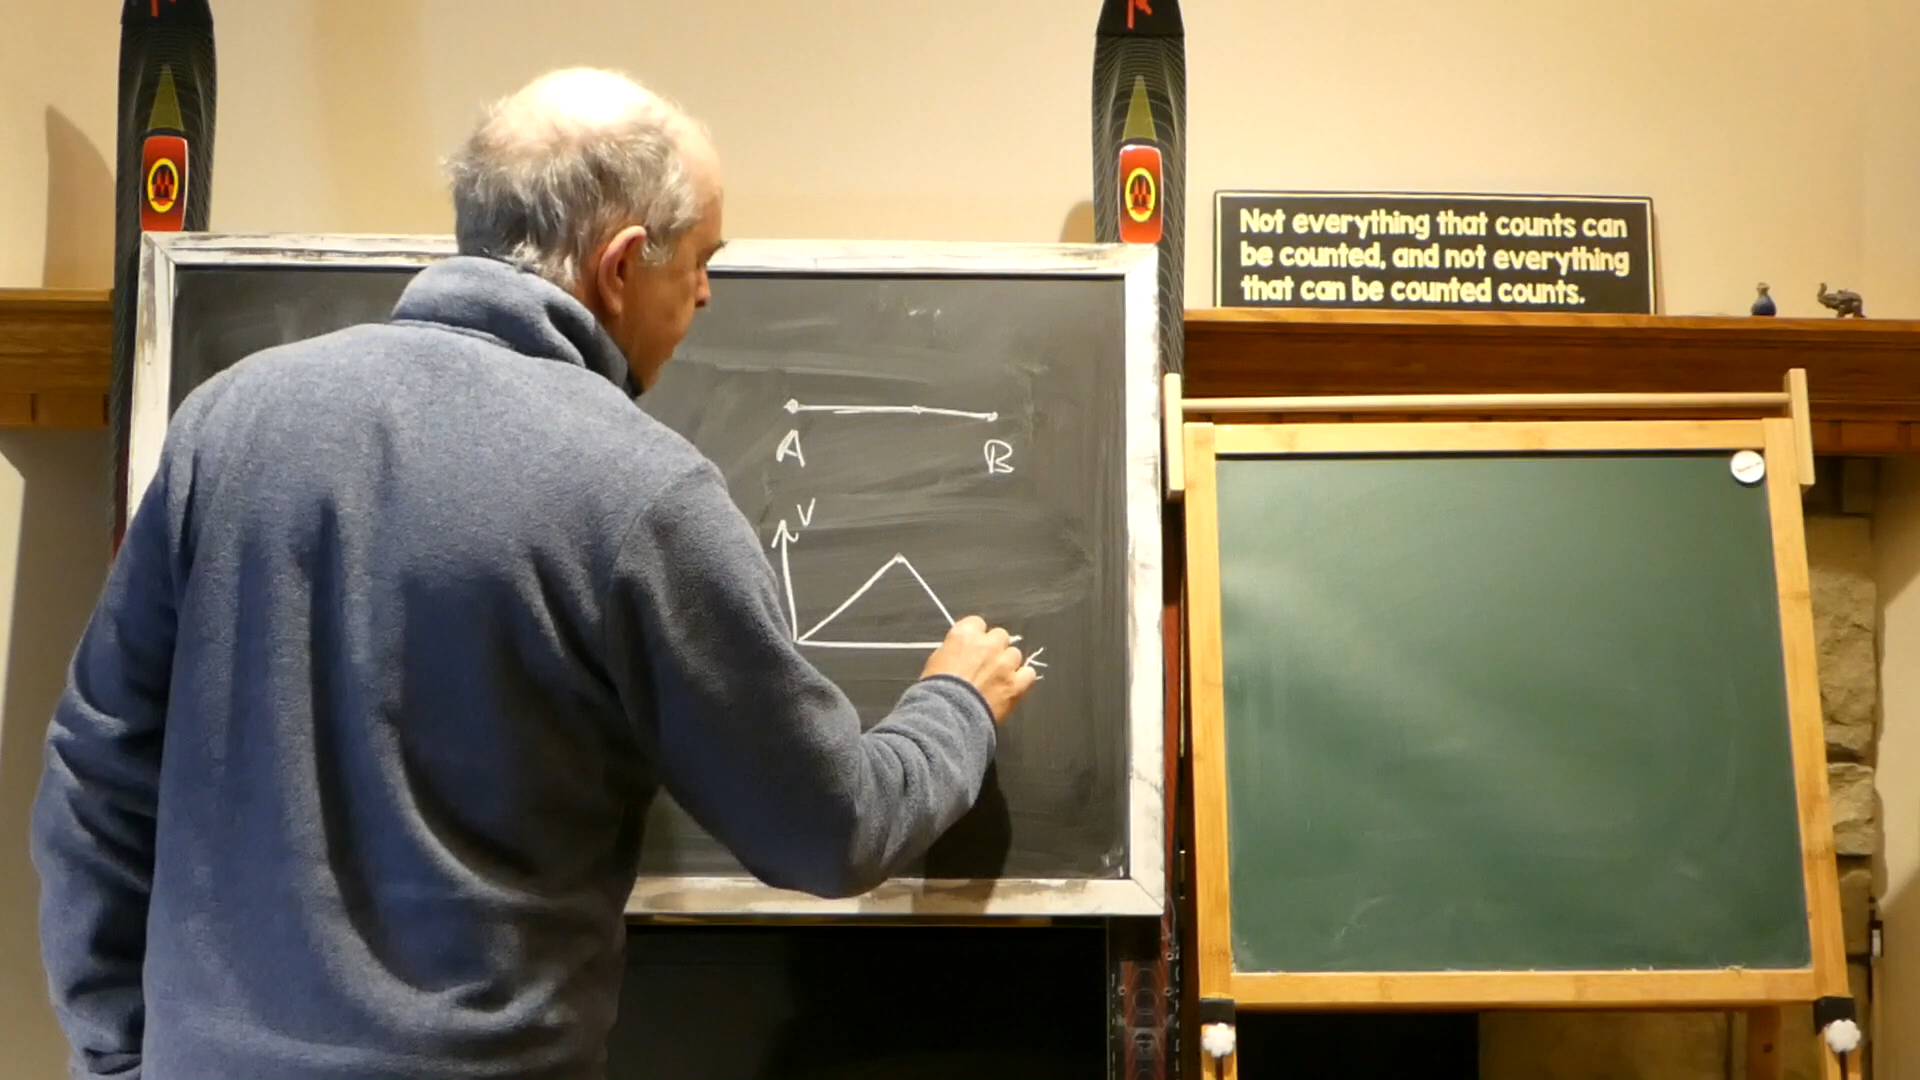 A B
V
Not everything that counts can
be counted, and not everything
that can be counted counts.